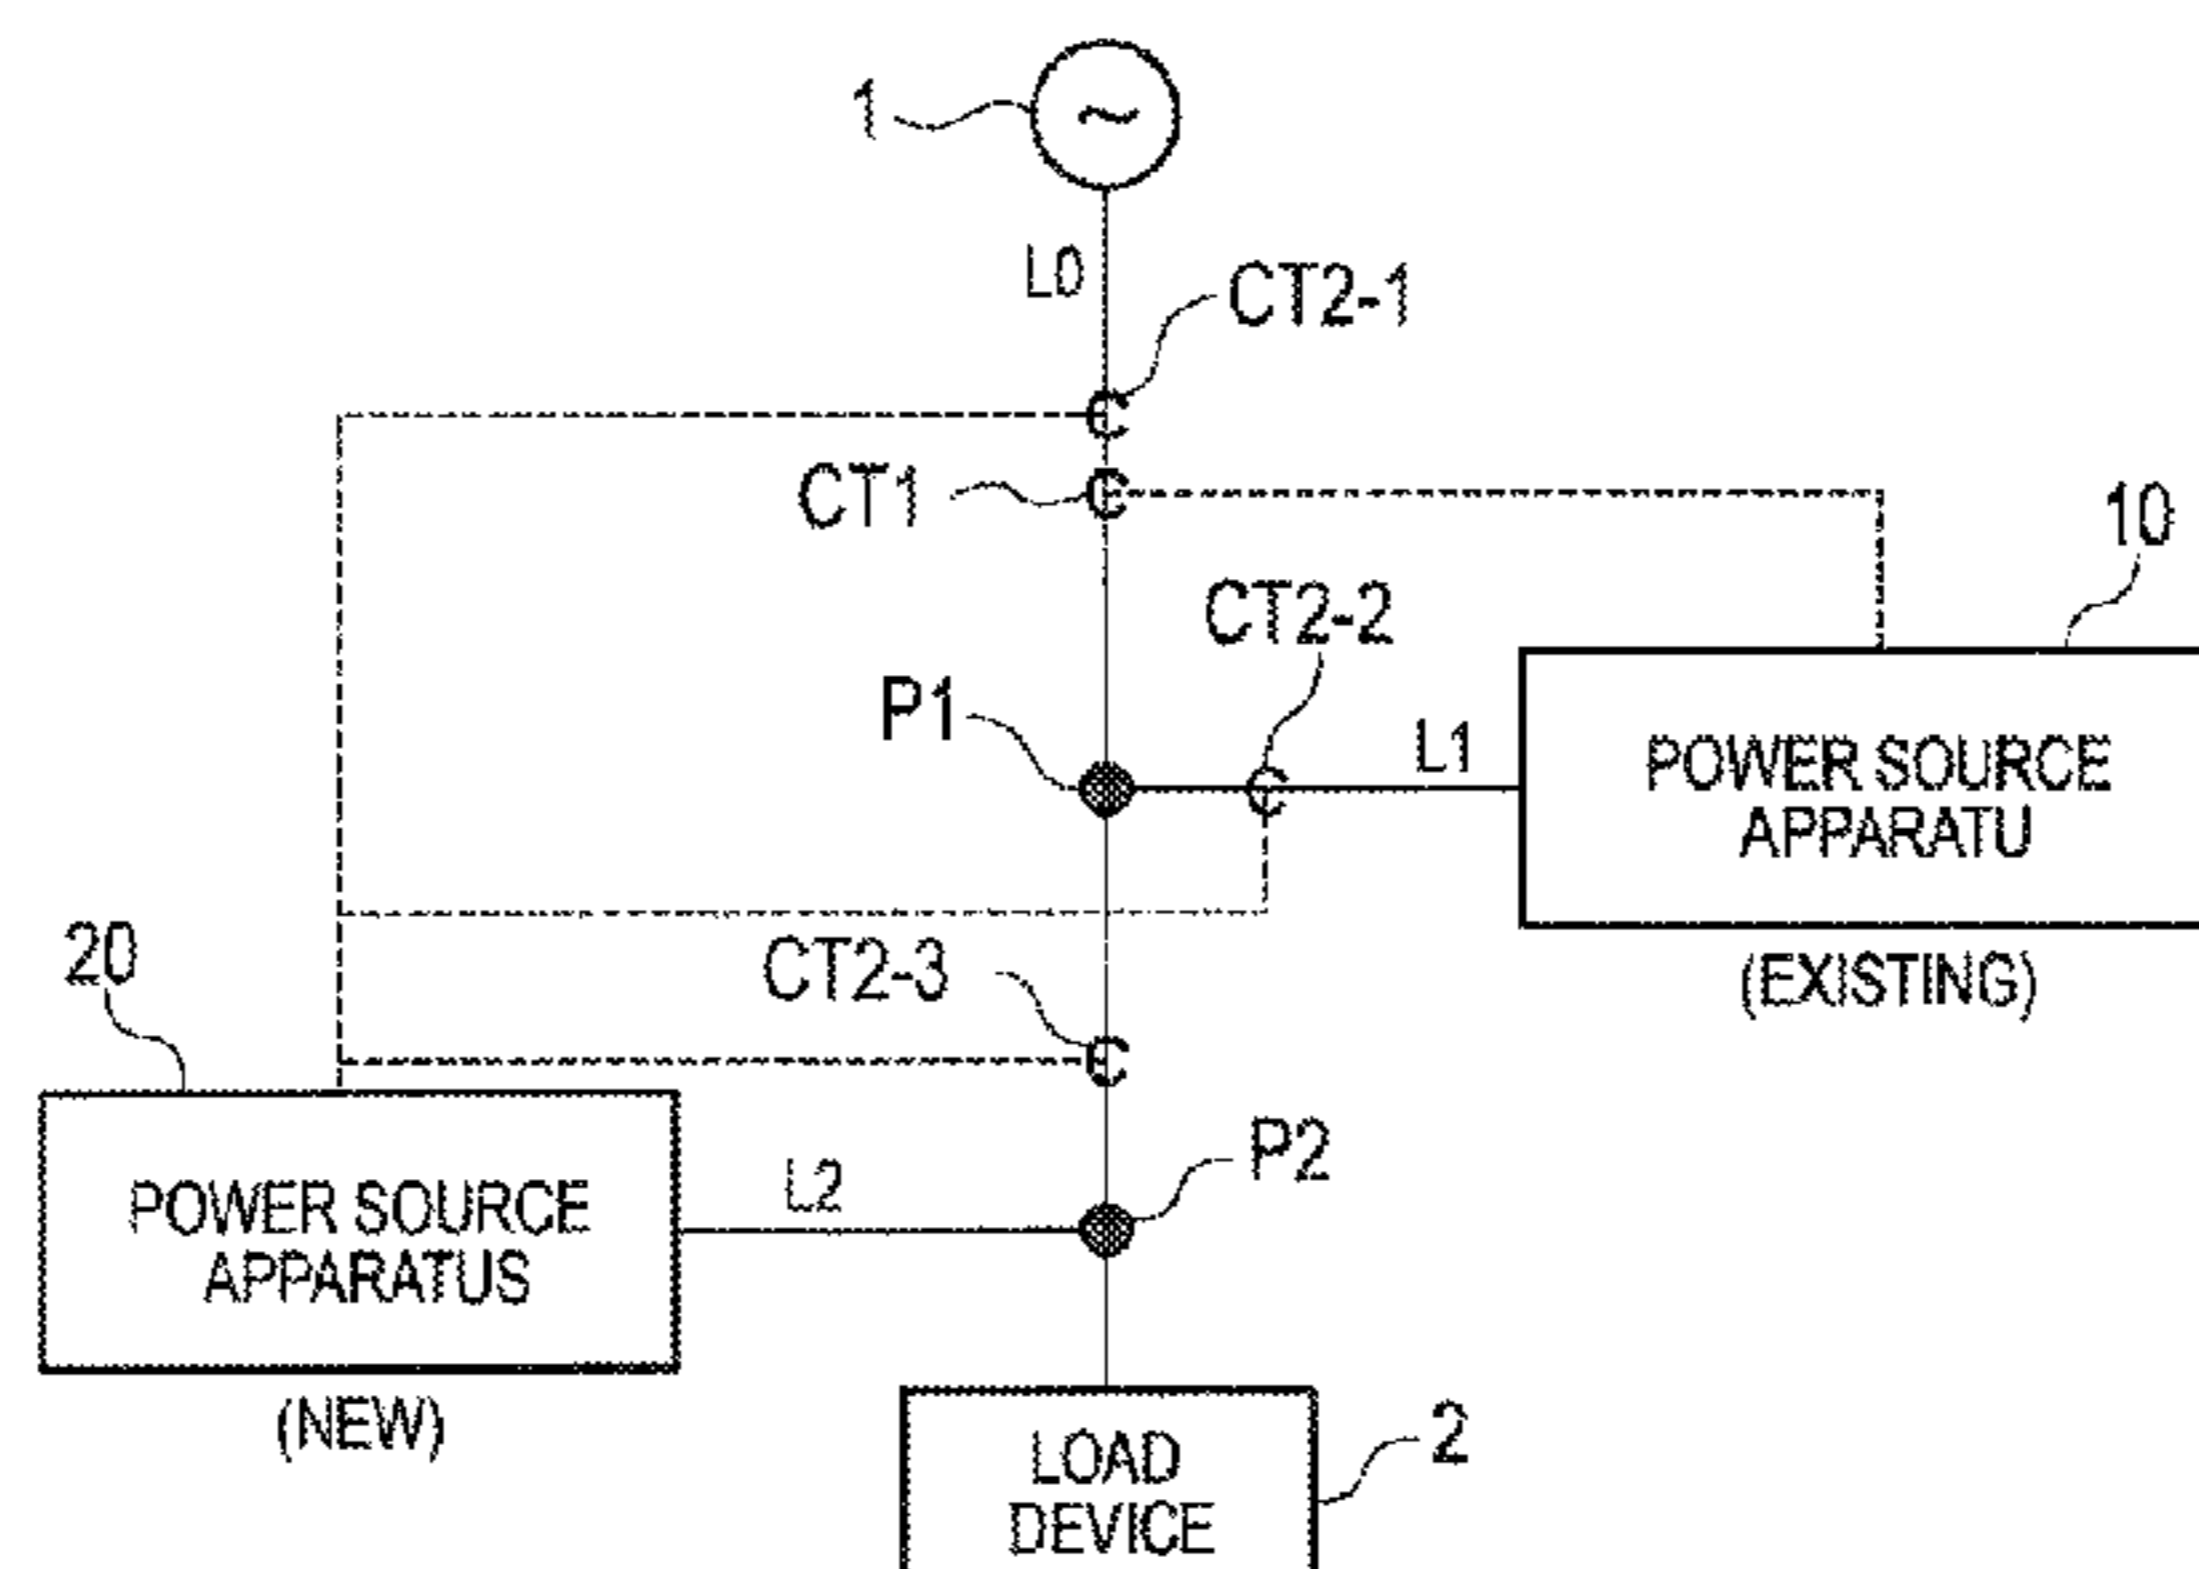 1
~
L0
CT2-1
CT1
10
CT2-2
P1
L1
POWER SOURCE
APPARATU
(EXISTING)
CT2-3
20
P2
L2
POWER SOURCE
APPARATUS
(NEW)
LOAD
DEVICE
2